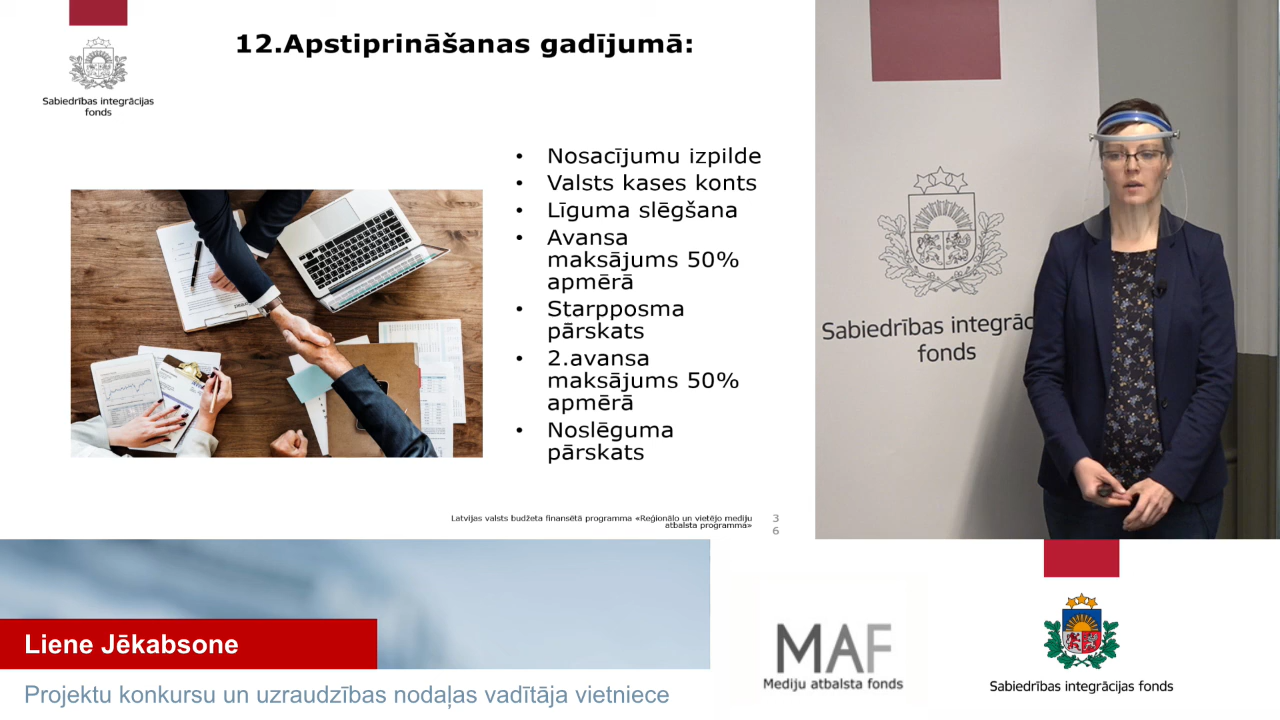 12.Apstiprināšanas gadījumā:
Sabiedrības integrācijas
fonds
• Nosacījumu izpilde
• Valsts kases konts
• Līguma slēgšana
• Avansa
maksājums 50%
apmērā
• Starpposma
pārskats
• 2.avansa
maksājums 50%
apmērā
• Noslēguma
pārskats
Latvijas valsts budžeta finansētā programma «Reģionālo un vietējo mediju
atbalsta programma»
3
6
Sabiedrības integrāc
fonds
Liene Jēkabsone
Projektu konkursu un uzraudzības nodaļas vadītāja vietniece
MAF
Mediju atbalsta fonds
Sabiedrības integrācijas fonds